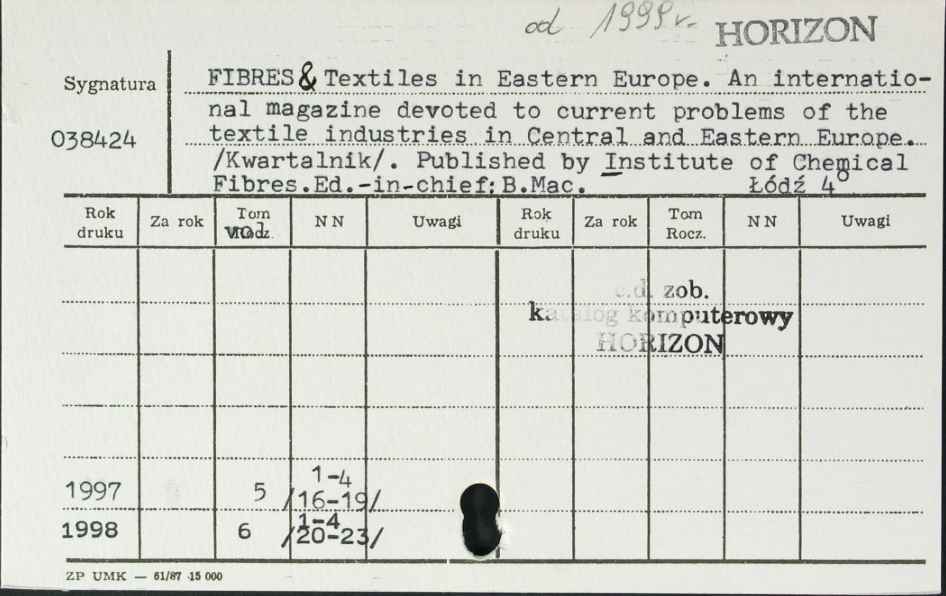 od 1999r. HORIZON
Sygnatura
038424
FIBRES & Textiles in Eastern Europe. An internatio-
nal magazine devoted to current problems of the
textile industries in Central and Eastern Europe.
/Kwartalnik/. Published by Institute of Chemical
Fibres.Ed.-in-chief: B.Mac. Łódź 4°
Rok druku Za rok Tom NN Uwagi Rok druku Za rok Tom Rocz. NN Uwagi
c.d. zob.
katalog komputerowy
HORIZON
1997 5 1-4 /16-19/
1998 6 1-4 /20-23/
ZP UMK — 61/87 15 000